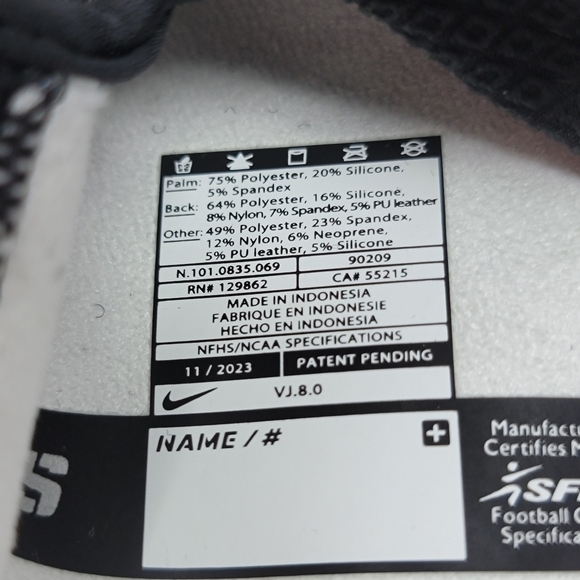 Palm: 75% Polyester, 20% Silicone,
5% Spandex
Back: 64% Polyester, 16% Silicone,
8% Nylon, 7% Spandex, 5% PU leather
Other: 49% Polyester, 23% Spandex,
12% Nylon, 6% Neoprene,
5% PU leather, 5% Silicone
N.101.0835.069 90209
RN# 129862 CA# 55215
MADE IN INDONESIA
FABRIQUE EN INDONESIE
HECHO EN INDONESIA
NFHS/NCAA SPECIFICATIONS
11 / 2023 PATENT PENDING
VJ.8.0
NAME / #
Manufactu
Certifies M
SF
Football G
Specifica